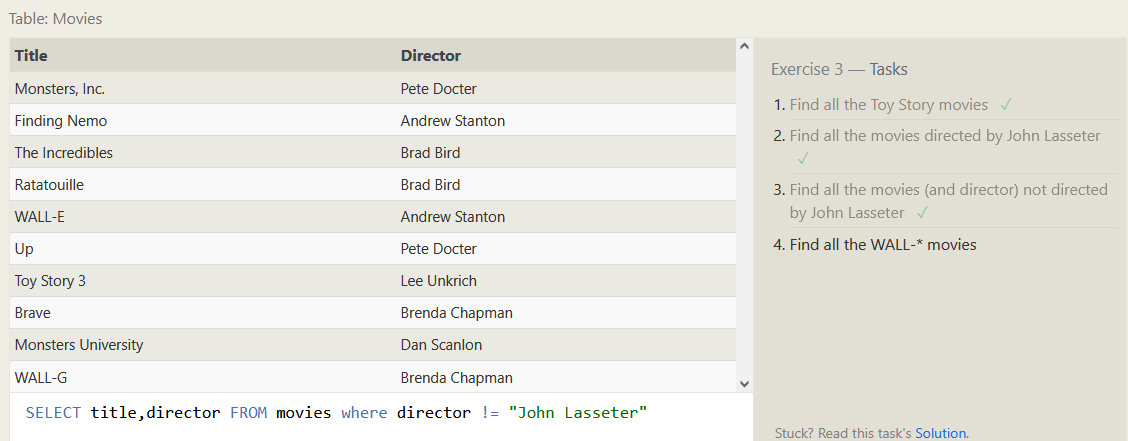 Table: Movies
Title Director
Monsters, Inc. Pete Docter
Finding Nemo Andrew Stanton
The Incredibles Brad Bird
Ratatouille Brad Bird
WALL-E Andrew Stanton
Up Pete Docter
Toy Story 3 Lee Unkrich
Brave Brenda Chapman
Monsters University Dan Scanlon
WALL-G Brenda Chapman
SELECT title,director FROM movies where director != "John Lasseter"
Exercise 3 — Tasks
1. Find all the Toy Story movies ✓
2. Find all the movies directed by John Lasseter
✓
3. Find all the movies (and director) not directed
by John Lasseter ✓
4. Find all the WALL-* movies
Stuck? Read this task's Solution.